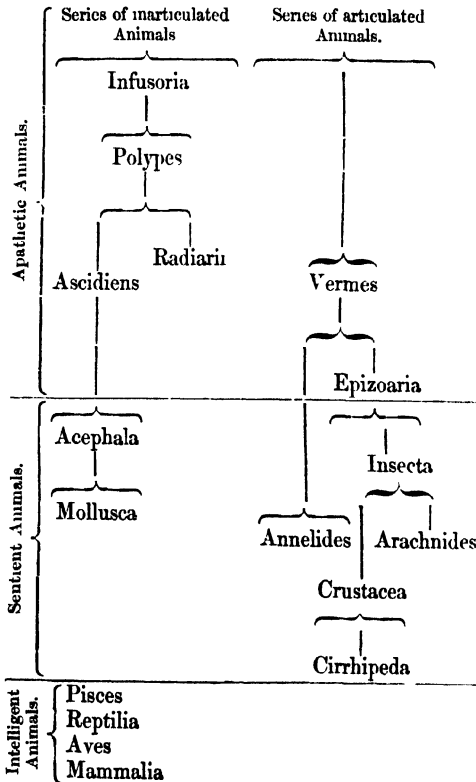 Series of inarticulated
Animals
Series of articulated
Animals.
Apathetic Animals.
Infusoria
Polypes
Radiarii
Ascidiens
Vermes
Epizoaria
Sentient Animals.
Acephala
Mollusca
Insecta
Annelides
Arachnides
Crustacea
Cirrhipeda
Intelligent
Animals.
Pisces
Reptilia
Aves
Mammalia